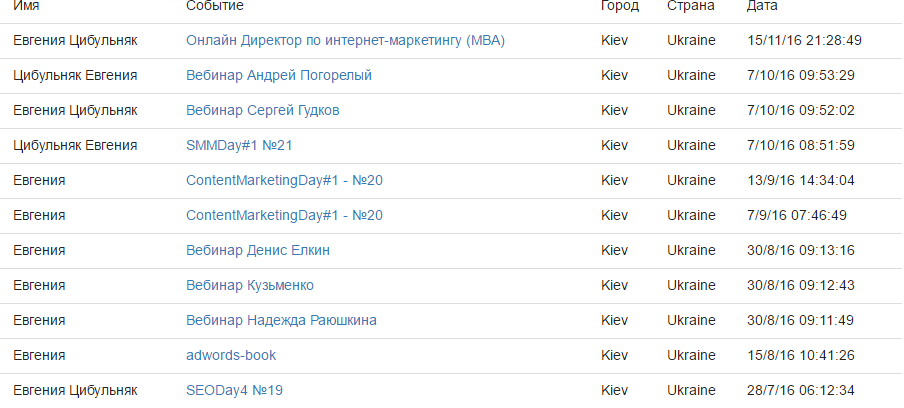 Имя Событие Город Страна Дата
Евгения Цибульняк Онлайн Директор по интернет-маркетингу (MBA) Kiev Ukraine 15/11/16 21:28:49
Цибульняк Евгения Вебинар Андрей Погорелый Kiev Ukraine 7/10/16 09:53:29
Евгения Цибульняк Вебинар Сергей Гудков Kiev Ukraine 7/10/16 09:52:02
Цибульняк Евгения SMMDay#1 №21 Kiev Ukraine 7/10/16 08:51:59
Евгения ContentMarketingDay#1 - №20 Kiev Ukraine 13/9/16 14:34:04
Евгения ContentMarketingDay#1 - №20 Kiev Ukraine 7/9/16 07:46:49
Евгения Вебинар Денис Елкин Kiev Ukraine 30/8/16 09:13:16
Евгения Вебинар Кузьменко Kiev Ukraine 30/8/16 09:12:43
Евгения Вебинар Надежда Раюшкина Kiev Ukraine 30/8/16 09:11:49
Евгения adwords-book Kiev Ukraine 15/8/16 10:41:26
Евгения Цибульняк SEODay4 №19 Kiev Ukraine 28/7/16 06:12:34